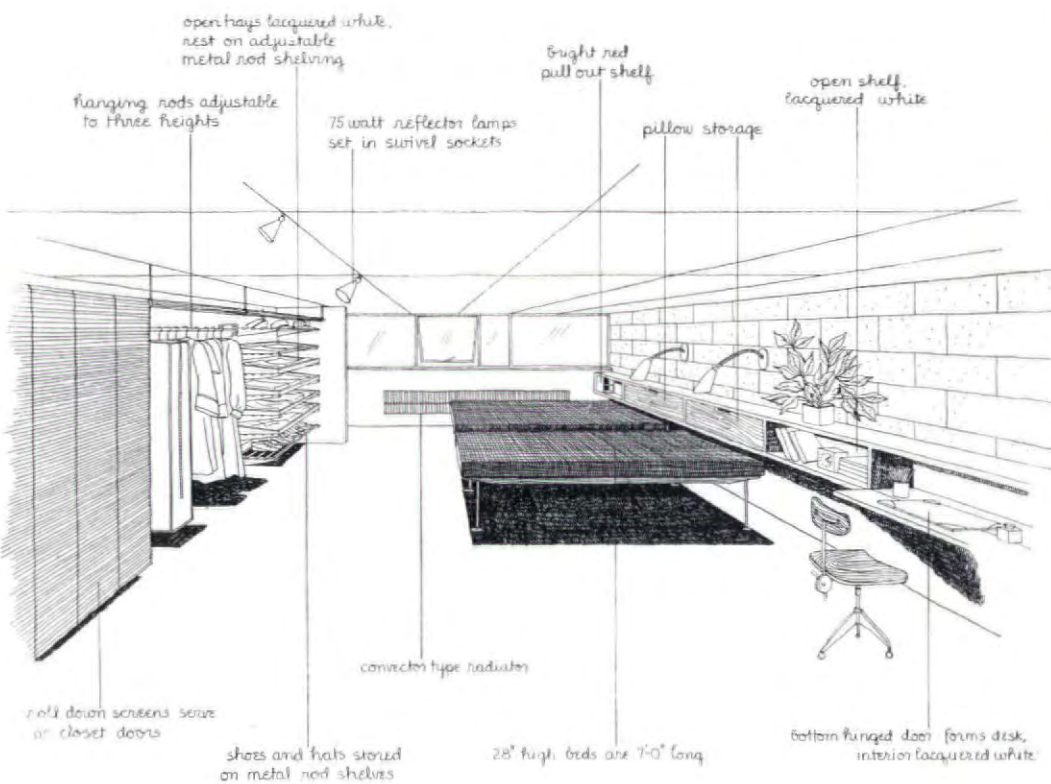 open trays lacquered white,
rest on adjustable
metal rod shelving
bright red
pull out shelf
open shelf,
lacquered white
hanging rods adjustable
to three heights
75 watt reflector lamps
set in swivel sockets
pillow storage
convector type radiator
roll down screens serve
as closet doors
shoes and hats stored
on metal rod shelves
28" high beds are 7'-0" long
bottom hinged door forms desk,
interior lacquered white